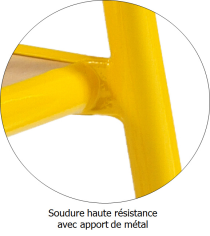 Soudure haute résistance
avec apport de métal